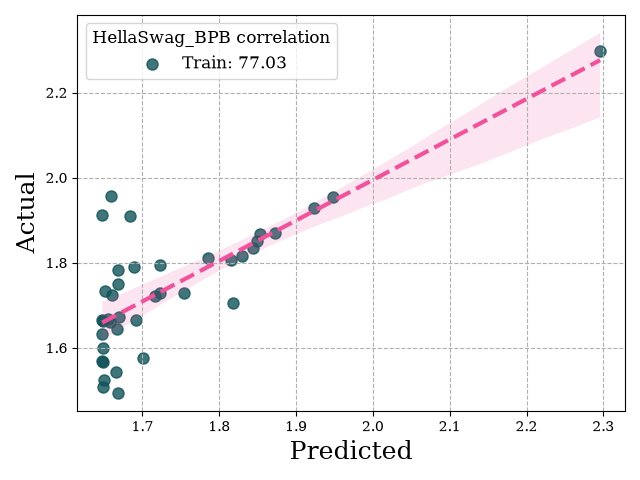 HellaSwag_BPB correlation
Train: 77.03
Actual
2.2
2.0
1.8
1.6
1.7
1.8
1.9
2.0
2.1
2.2
2.3
Predicted